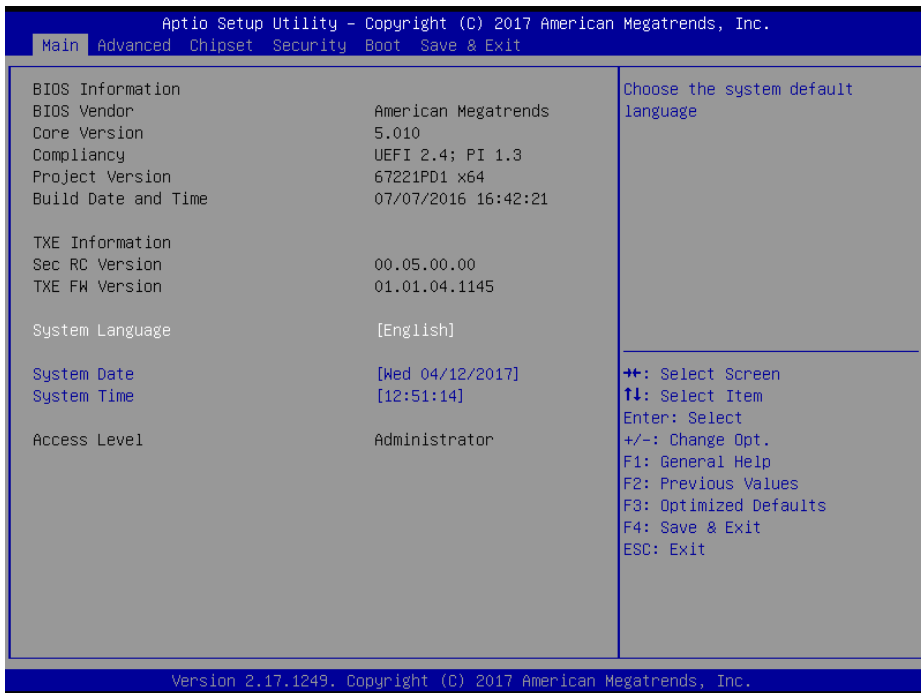 Aptio Setup Utility – Copyright (C) 2017 American Megatrends, Inc.
Main Advanced Chipset Security Boot Save & Exit
BIOS Information
BIOS Vendor American Megatrends
Core Version 5.010
Compliancy UEFI 2.4; PI 1.3
Project Version 67221PD1 x64
Build Date and Time 07/07/2016 16:42:21
TXE Information
Sec RC Version 00.05.00.00
TXE FW Version 01.01.04.1145
System Language [English]
System Date [Wed 04/12/2017]
System Time [12:51:14]
Access Level Administrator
Choose the system default
language
→←: Select Screen
↑↓: Select Item
Enter: Select
+/-: Change Opt.
F1: General Help
F2: Previous Values
F3: Optimized Defaults
F4: Save & Exit
ESC: Exit
Version 2.17.1249. Copyright (C) 2017 American Megatrends, Inc.